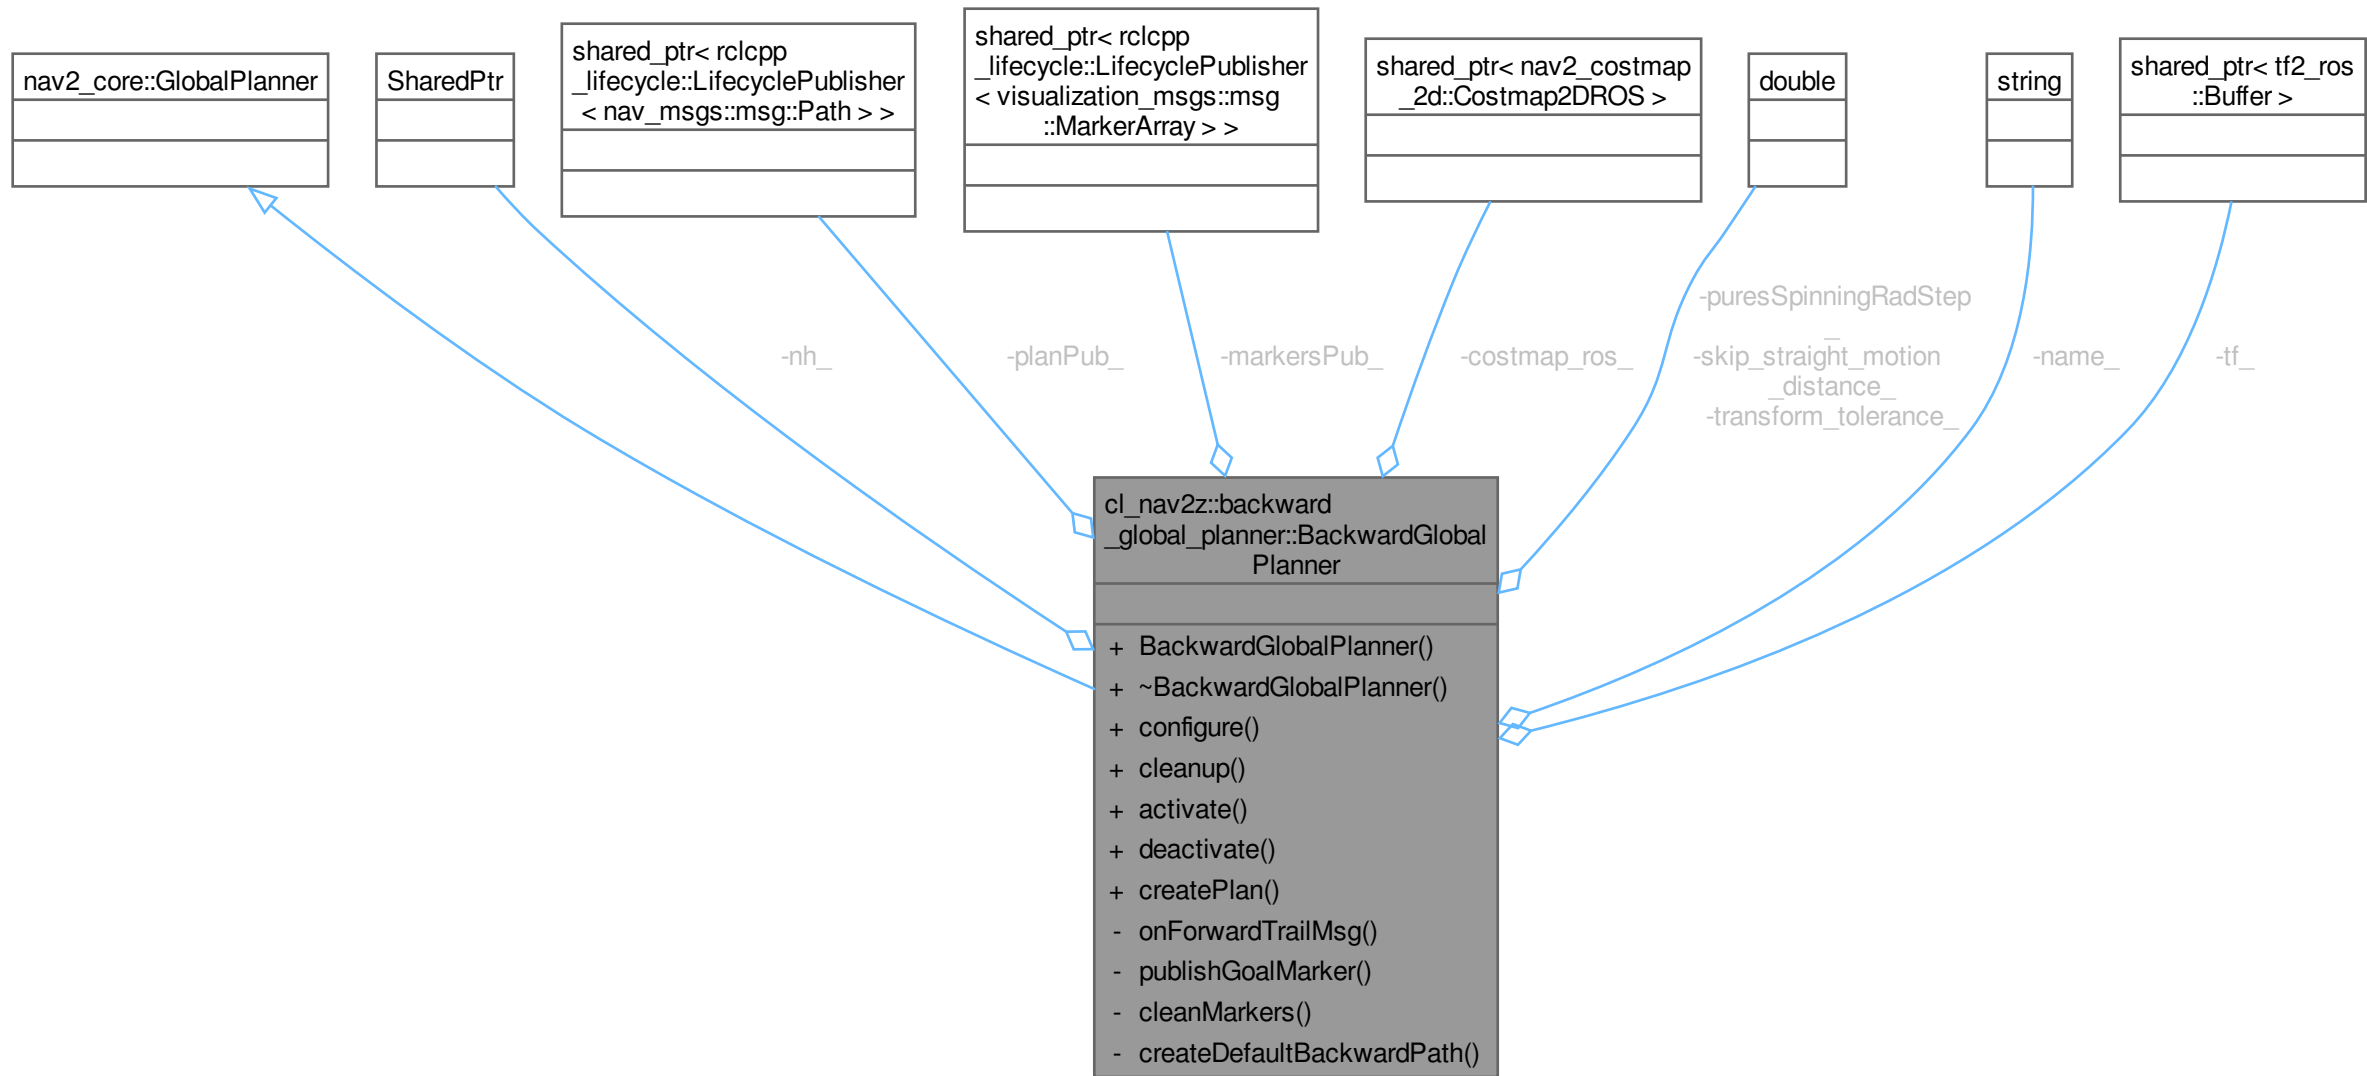 nav2_core::GlobalPlanner
SharedPtr
shared_ptr< rclcpp
_lifecycle::LifecyclePublisher
< nav_msgs::msg::Path > >
shared_ptr< rclcpp
_lifecycle::LifecyclePublisher
< visualization_msgs::msg
::MarkerArray > >
shared_ptr< nav2_costmap
_2d::Costmap2DROS >
double
string
shared_ptr< tf2_ros
::Buffer >
-nh_
-planPub_
-markersPub_
-costmap_ros_
-puresSpinningRadStep
_
-skip_straight_motion
_distance_
-transform_tolerance_
-name_
-tf_
cl_nav2z::backward
_global_planner::BackwardGlobal
Planner
+ BackwardGlobalPlanner()
+ ~BackwardGlobalPlanner()
+ configure()
+ cleanup()
+ activate()
+ deactivate()
+ createPlan()
- onForwardTrailMsg()
- publishGoalMarker()
- cleanMarkers()
- createDefaultBackwardPath()